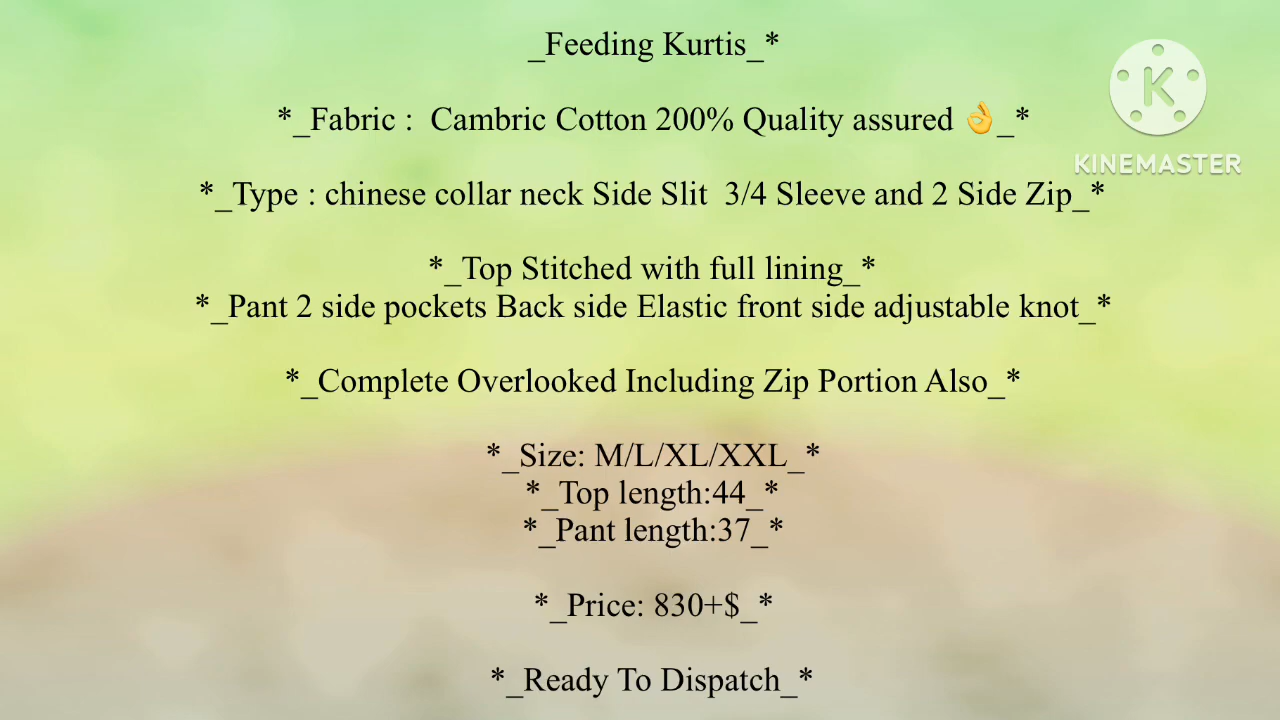 _Feeding Kurtis_*
*_Fabric :  Cambric Cotton 200% Quality assured 👌_*
*_Type : chinese collar neck Side Slit  3/4 Sleeve and 2 Side Zip_*
*_Top Stitched with full lining_*
*_Pant 2 side pockets Back side Elastic front side adjustable knot_*
*_Complete Overlooked Including Zip Portion Also_*
*_Size: M/L/XL/XXL_*
*_Top length:44_*
*_Pant length:37_*
*_Price: 830+$_*
*_Ready To Dispatch_*
K
KINEMASTER